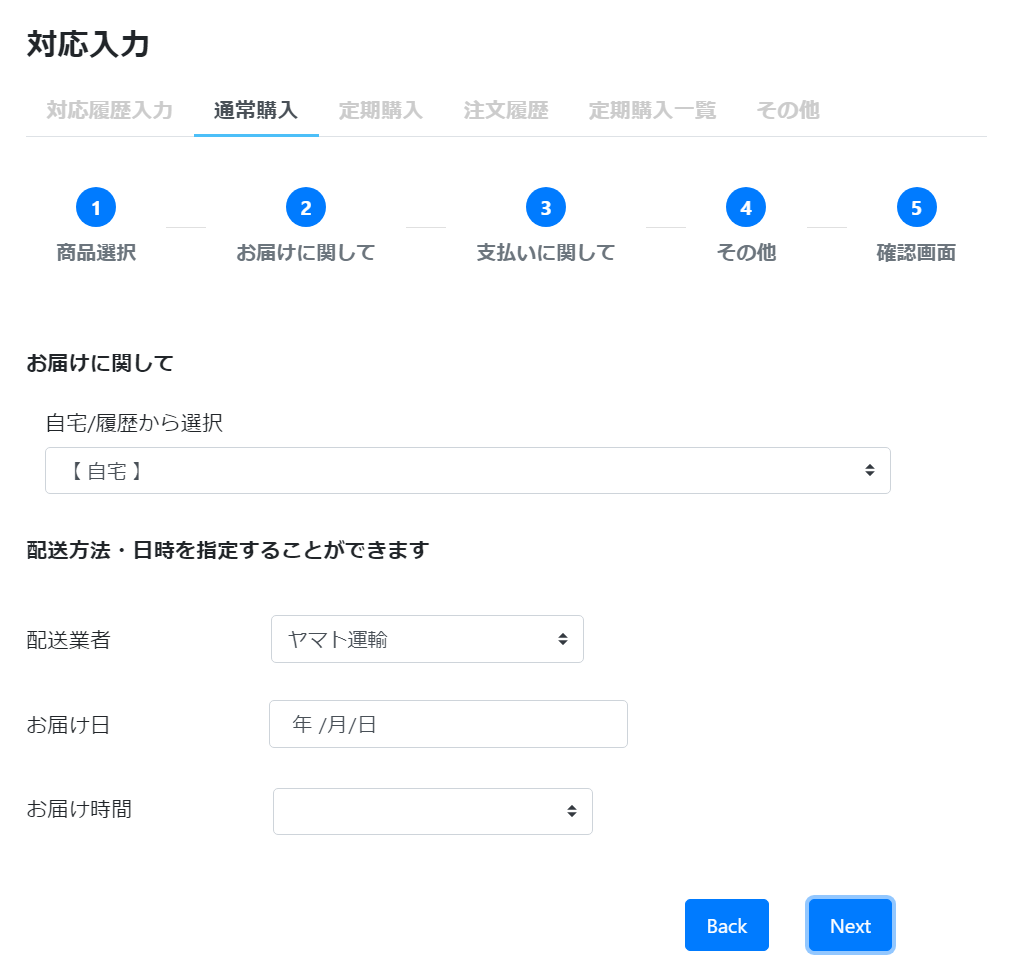 対応入力
対応履歴入力 通常購入 定期購入 注文履歴 定期購入一覧 その他
1 2 3 4 5
商品選択 お届けに関して 支払いに関して その他 確認画面
お届けに関して
自宅/履歴から選択
【 自宅 】
配送方法・日時を指定することができます
配送業者 ヤマト運輸
お届け日 年 /月/日
お届け時間
Back Next